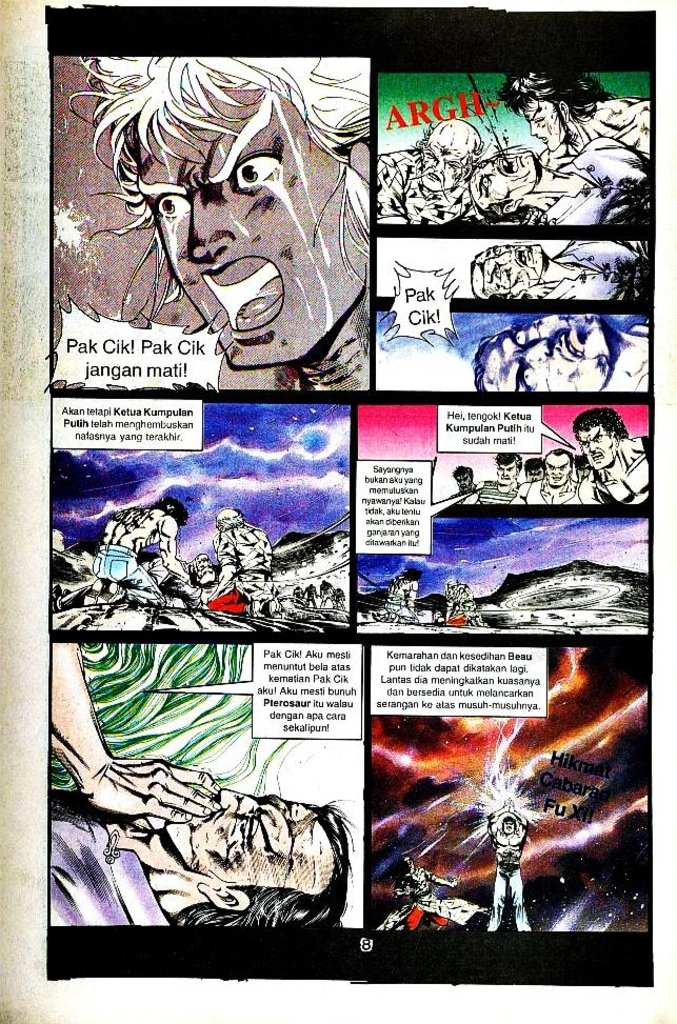 Pak Cik! Pak Cik
jangan mati!
ARGH~
Pak
Cik!
Akan tetapi Ketua Kumpulan
Putih telah menghembuskan
nafasnya yang terakhir.
Hei, tengok! Ketua
Kumpulan Putih itu
sudah mati!
Sayangnya
bukan aku yang
memutuskan
nyawanya! Kalau
tidak, aku tentu
akan diberikan
ganjaran yang
ditawarkan itu!
Pak Cik! Aku mesti
menuntut bela atas
kematian Pak Cik
aku! Aku mesti bunuh
Pterosaur itu walau
dengan apa cara
sekalipun!
Kemarahan dan kesedihan Beau
pun tidak dapat dikatakan lagi.
Lantas dia meningkatkan kuasanya
dan bersedia untuk melancarkan
serangan ke atas musuh-musuhnya.
Hikmat
Cabaran
Fu Xi!
8